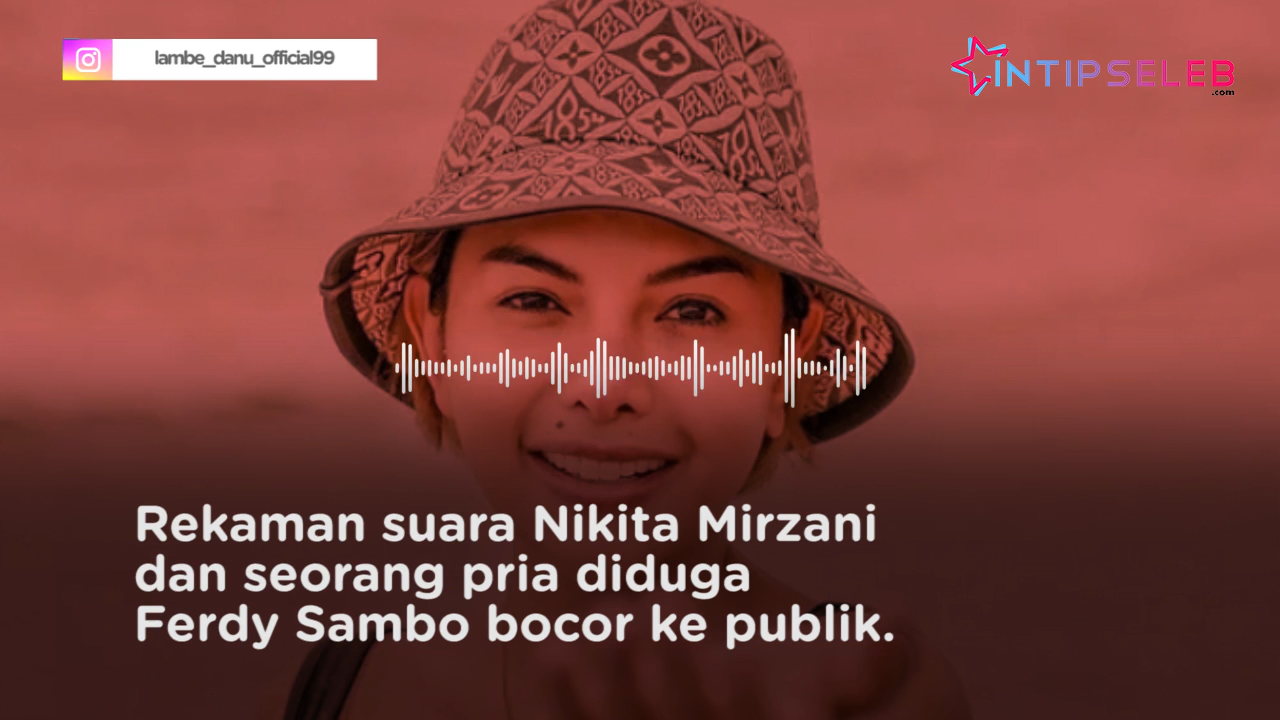 lambe_danu_official99
INTIPSELEB
.com
Rekaman suara Nikita Mirzani
dan seorang pria diduga
Ferdy Sambo bocor ke publik.